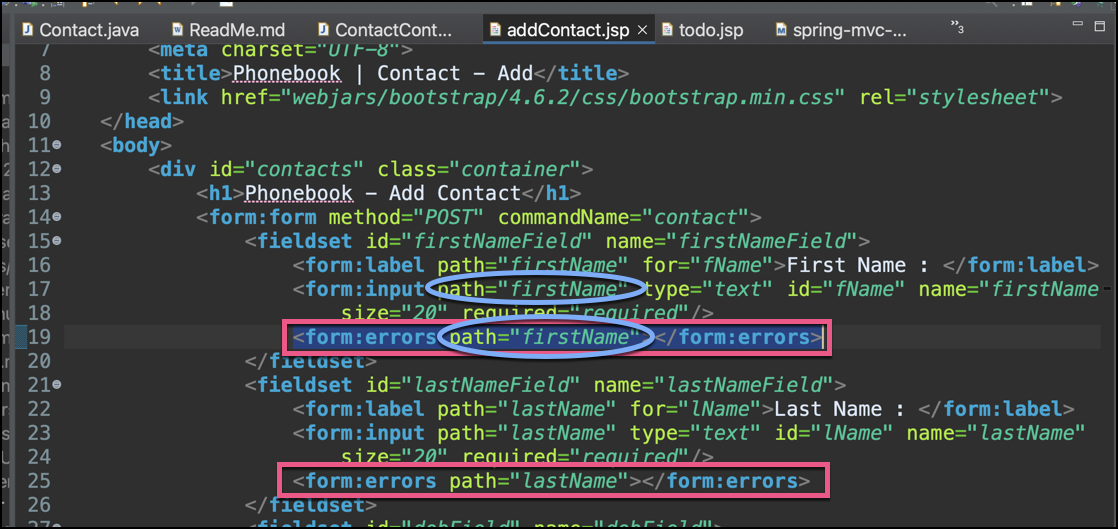 Contact.java ReadMe.md ContactCont... addContact.jsp todo.jsp spring-mvc-... »3
7 <meta charset="UTF-8">
8 <title>Phonebook | Contact - Add</title>
9 <link href="webjars/bootstrap/4.6.2/css/bootstrap.min.css" rel="stylesheet">
10 </head>
11 <body>
12 <div id="contacts" class="container">
13 <h1>Phonebook - Add Contact</h1>
14 <form:form method="POST" commandName="contact">
15 <fieldset id="firstNameField" name="firstNameField">
16 <form:label path="firstName" for="fName">First Name : </form:label>
17 <form:input path="firstName" type="text" id="fName" name="firstName
18 size="20" required="required"/>
19 <form:errors path="firstName"></form:errors>
20 </fieldset>
21 <fieldset id="lastNameField" name="lastNameField">
22 <form:label path="lastName" for="lName">Last Name : </form:label>
23 <form:input path="lastName" type="text" id="lName" name="lastName"
24 size="20" required="required"/>
25 <form:errors path="lastName"></form:errors>
26 </fieldset>
27 <fieldset id="dobField" name="dobField">